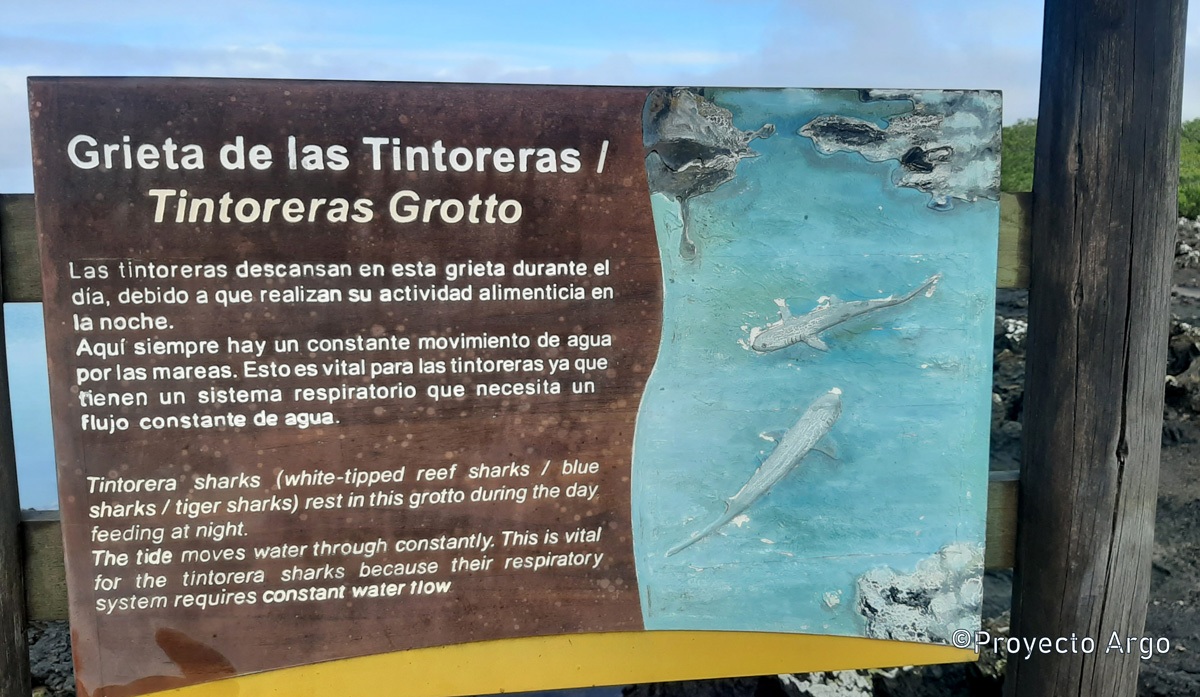 Grieta de las Tintoreras /
Tintoreras Grotto
Las tintoreras descansan en esta grieta durante el
día, debido a que realizan su actividad alimenticia en
la noche.
Aquí siempre hay un constante movimiento de agua
por las mareas. Esto es vital para las tintoreras ya que
tienen un sistema respiratorio que necesita un
flujo constante de agua.
Tintorera sharks (white-tipped reef sharks / blue
sharks / tiger sharks) rest in this grotto during the day
feeding at night.
The tide moves water through constantly. This is vital
for the tintorera sharks because their respiratory
system requires constant water flow
©Proyecto Argo